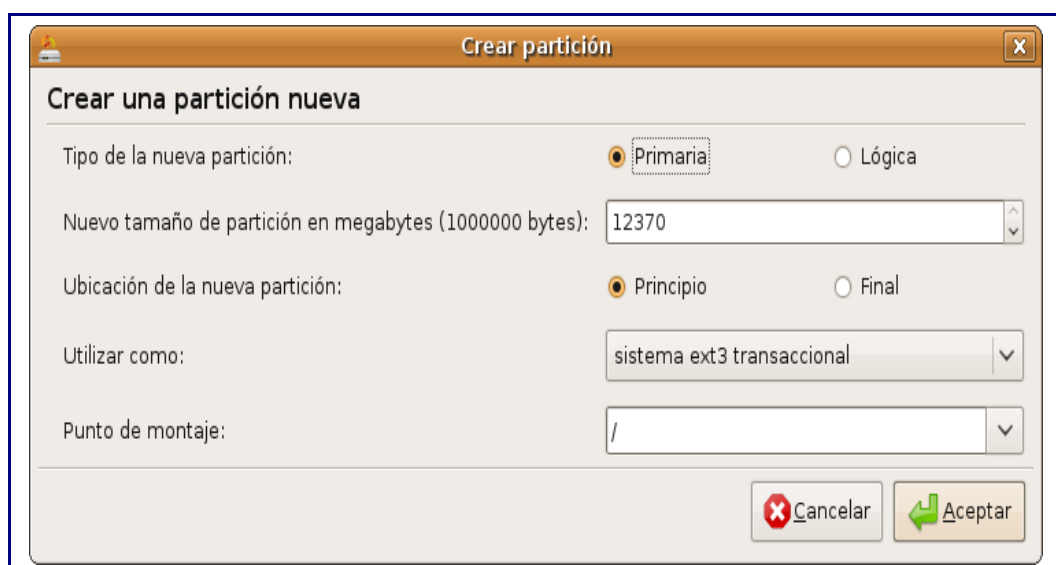 Crear partición
Crear una partición nueva
Tipo de la nueva partición: Primaria Lógica
Nuevo tamaño de partición en megabytes (1000000 bytes): 12370
Ubicación de la nueva partición: Principio Final
Utilizar como: sistema ext3 transaccional
Punto de montaje: /
Cancelar Aceptar